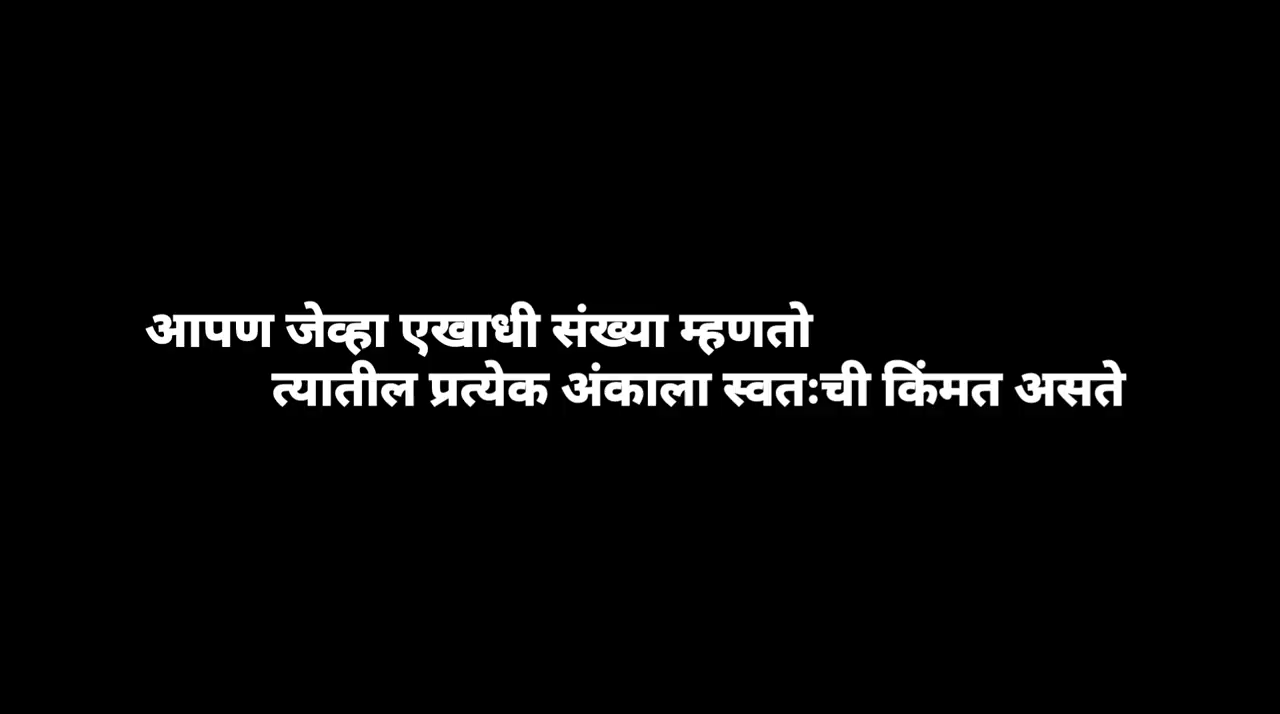 आपण जेव्हा एखाधी संख्या म्हणतो
त्यातील प्रत्येक अंकाला स्वतःची किंमत असते